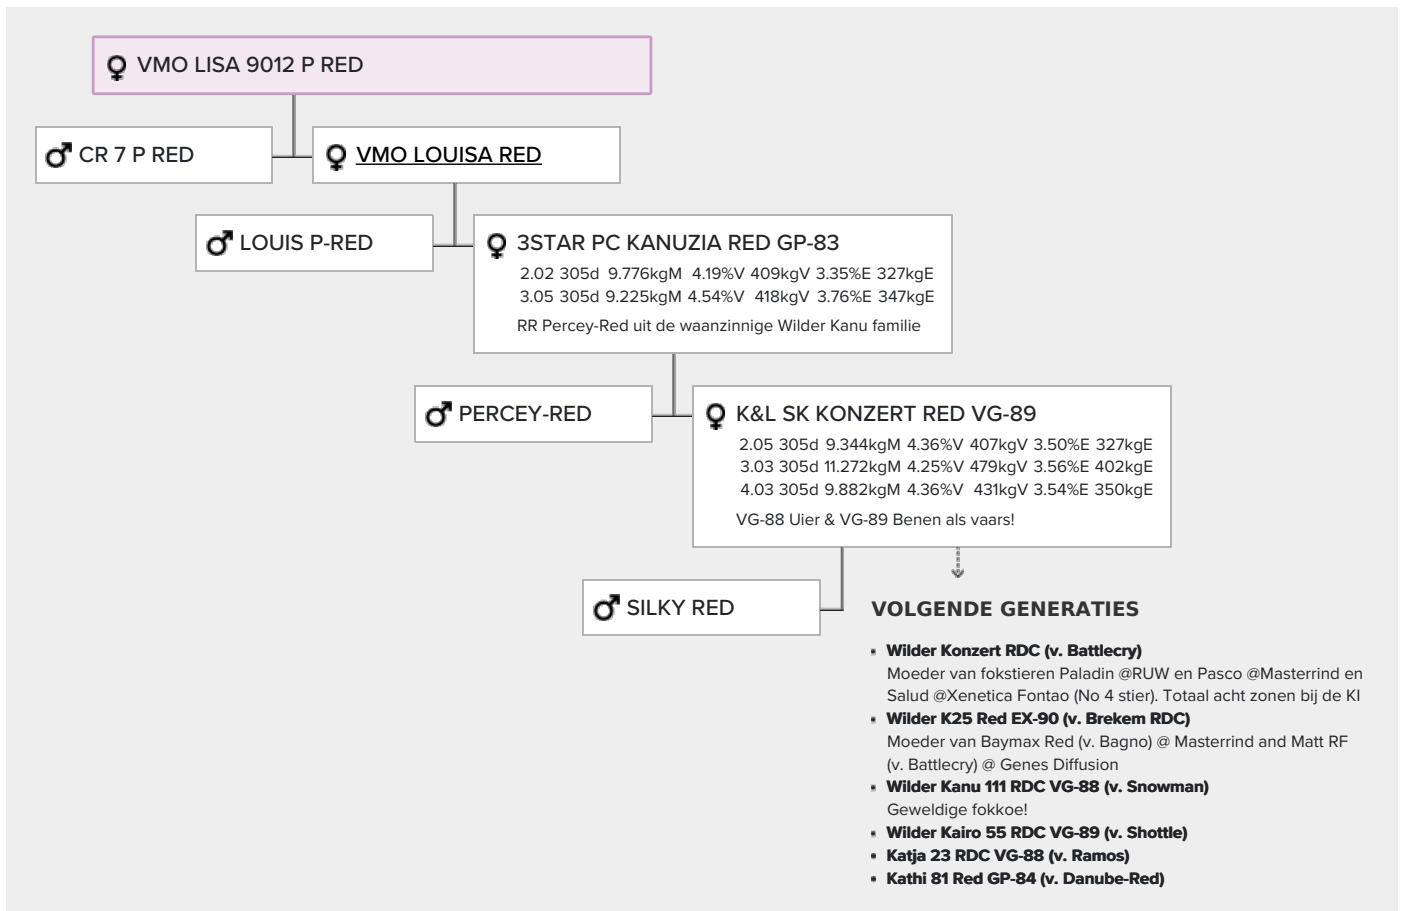 VMO LISA 9012 P RED
CR 7 P RED
VMO LOUISA RED
LOUIS P-RED
3STAR PC KANUZIA RED GP-83
2.02 305d 9.776kgM 4.19%V 409kgV 3.35%E 327kgE
3.05 305d 9.225kgM 4.54%V 418kgV 3.76%E 347kgE
RR Percey-Red uit de waanzinnige Wilder Kanu familie
PERCEY-RED
K&L SK KONZERT RED VG-89
2.05 305d 9.344kgM 4.36%V 407kgV 3.50%E 327kgE
3.03 305d 11.272kgM 4.25%V 479kgV 3.56%E 402kgE
4.03 305d 9.882kgM 4.36%V 431kgV 3.54%E 350kgE
VG-88 Uier & VG-89 Benen als vaars!
SILKY RED
VOLGENDE GENERATIES
Wilder Konzert RDC (v. Battlecry)
Moeder van fokstieren Paladin @RUW en Pasco @Masterrind en
Salud @Xenetica Fontao (No 4 stier). Totaal acht zonen bij de KI
Wilder K25 Red EX-90 (v. Brekem RDC)
Moeder van Baymax Red (v. Bagno) @ Masterrind and Matt RF
(v. Battlecry) @ Genes Diffusion
Wilder Kanu 111 RDC VG-88 (v. Snowman)
Geweldige fokkoe!
Wilder Kairo 55 RDC VG-89 (v. Shottle)
Katja 23 RDC VG-88 (v. Ramos)
Kathi 81 Red GP-84 (v. Danube-Red)